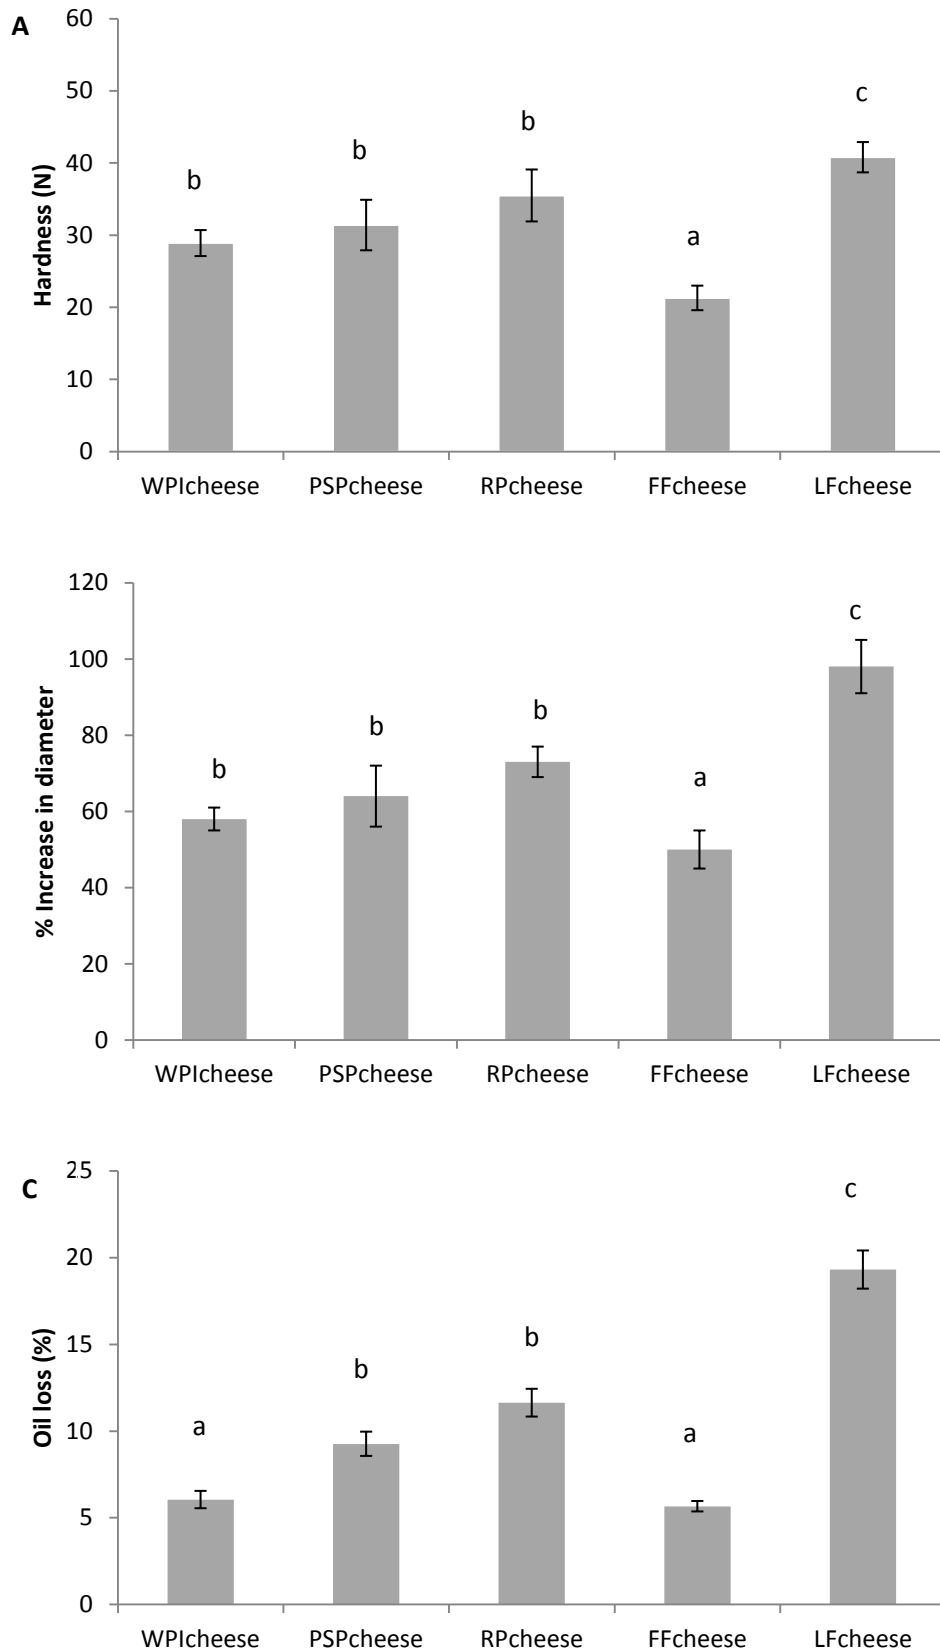 A
60
50
40
30
20
10
0
Hardness (N)
b
b
b
a
c
WPIcheese PSPcheese RPcheese FFcheese LFcheese
120
100
80
60
40
20
0
% Increase in diameter
b
b
b
a
c
WPIcheese PSPcheese RPcheese FFcheese LFcheese
C
25
20
15
10
5
0
Oil loss (%)
a
b
b
a
c
WPIcheese PSPcheese RPcheese FFcheese LFcheese